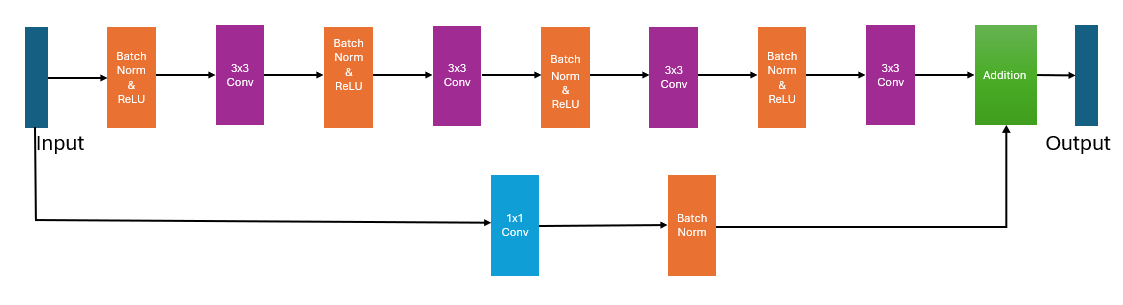 Batch
Norm
&
ReLU
3x3
Conv
Batch
Norm
&
ReLU
3x3
Conv
Batch
Norm
&
ReLU
3x3
Conv
Batch
Norm
&
ReLU
3x3
Conv
Addition
Input
Output
1x1
Conv
Batch
Norm